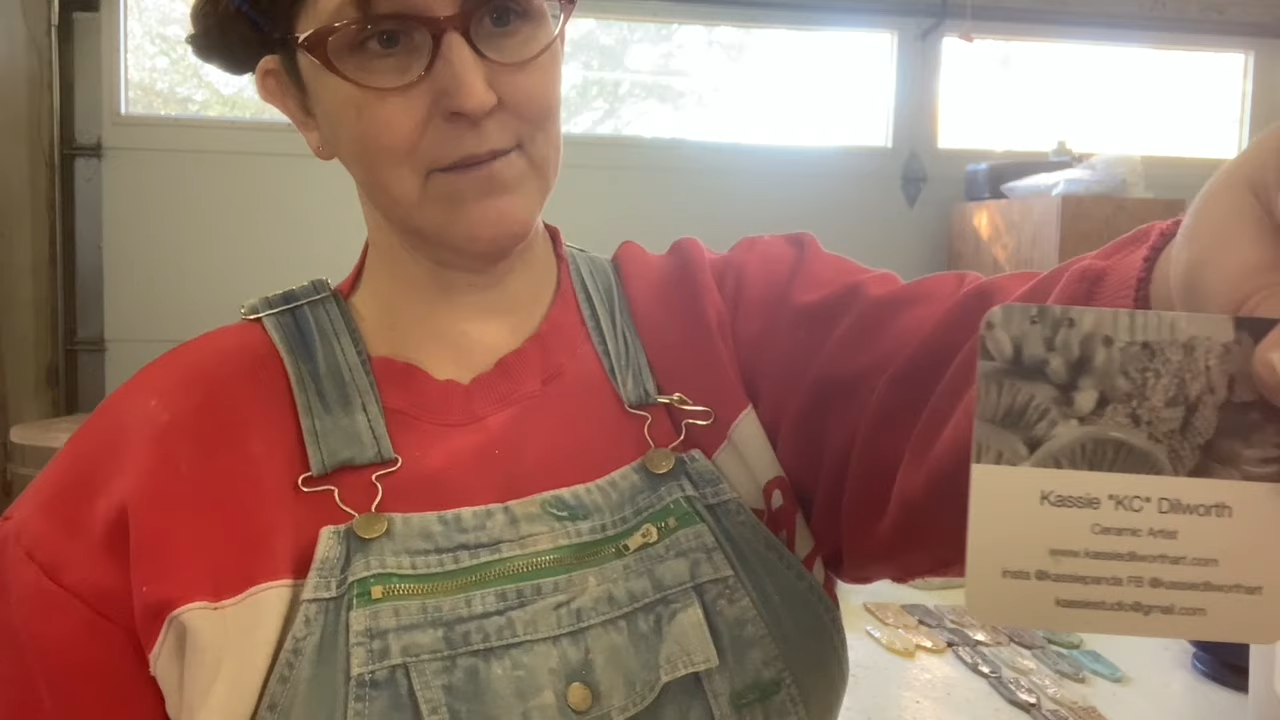 Kassie "KC" Dilworth
Ceramic Artist
www.kassiedilworthart.com
insta @kassiepanda FB @kassiedilworthart
kassiestudio@gmail.com